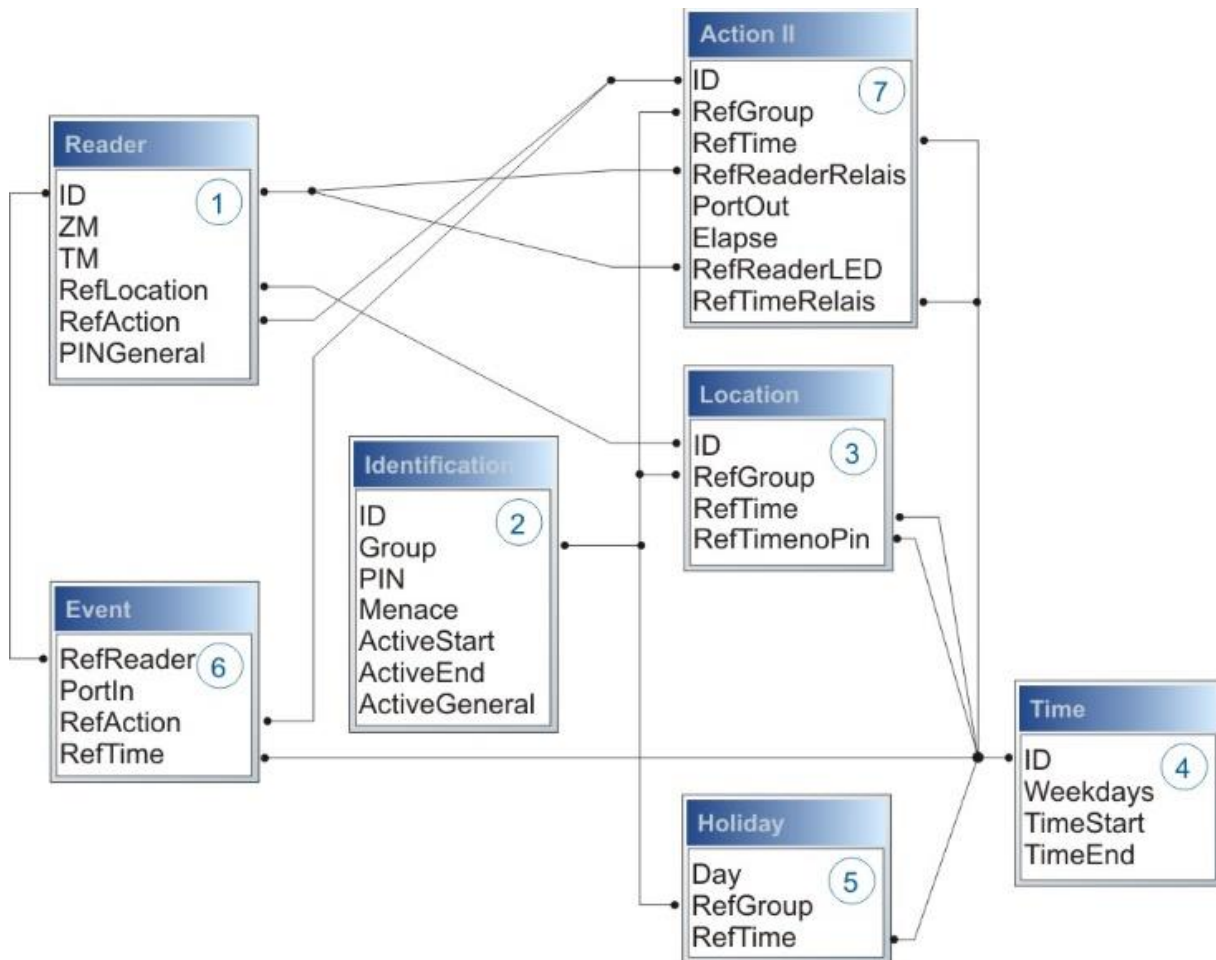 Reader
1
ID
ZM
TM
RefLocation
RefAction
PINGeneral
Identification
2
ID
Group
PIN
Menace
ActiveStart
ActiveEnd
ActiveGeneral
Location
3
ID
RefGroup
RefTime
RefTimenoPin
Time
4
ID
Weekdays
TimeStart
TimeEnd
Holiday
5
Day
RefGroup
RefTime
Event
6
RefReader
PortIn
RefAction
RefTime
Action II
7
ID
RefGroup
RefTime
RefReaderRelais
PortOut
Elapse
RefReaderLED
RefTimeRelais